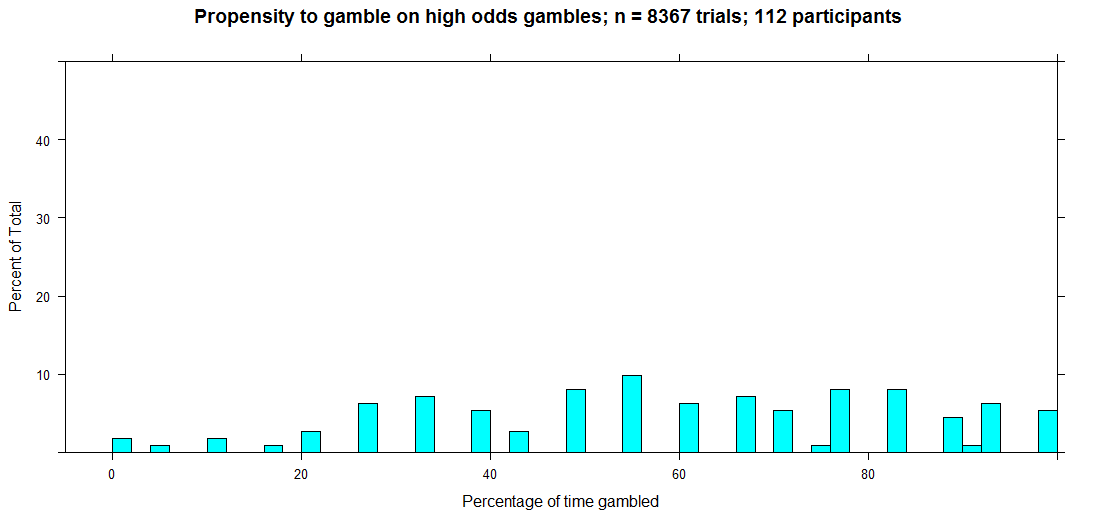 Propensity to gamble on high odds gambles; n = 8367 trials; 112 participants
40
30
20
10
Percent of Total
0 20 40 60 80
Percentage of time gambled